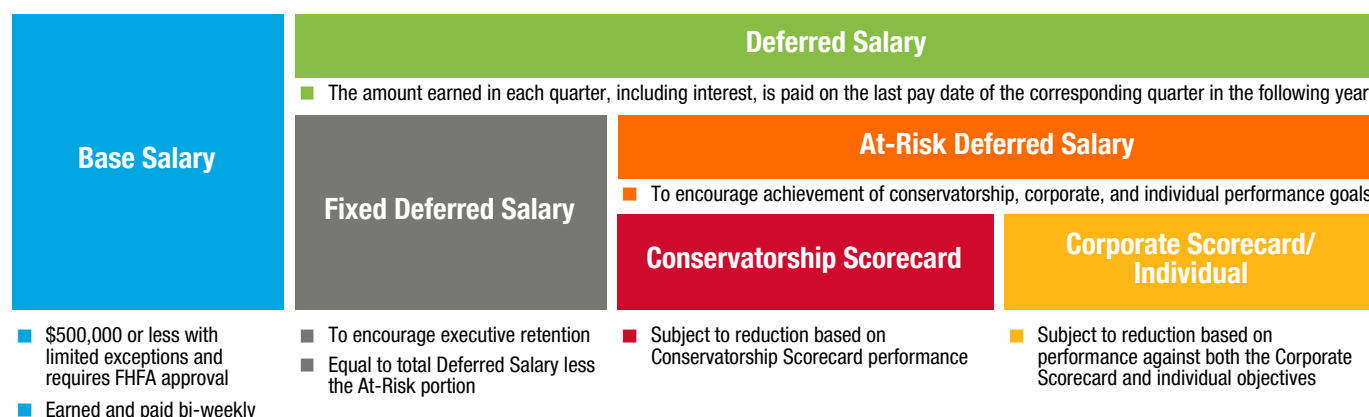 Deferred Salary
The amount earned in each quarter, including interest, is paid on the last pay date of the corresponding quarter in the following year
Base Salary
Fixed Deferred Salary
At-Risk Deferred Salary
To encourage achievement of conservatorship, corporate, and individual performance goals
Conservatorship Scorecard
Corporate Scorecard/
Individual
$500,000 or less with
limited exceptions and
requires FHFA approval
Earned and paid bi-weekly
To encourage executive retention
Equal to total Deferred Salary less
the At-Risk portion
Subject to reduction based on
Conservatorship Scorecard performance
Subject to reduction based on
performance against both the Corporate
Scorecard and individual objectives